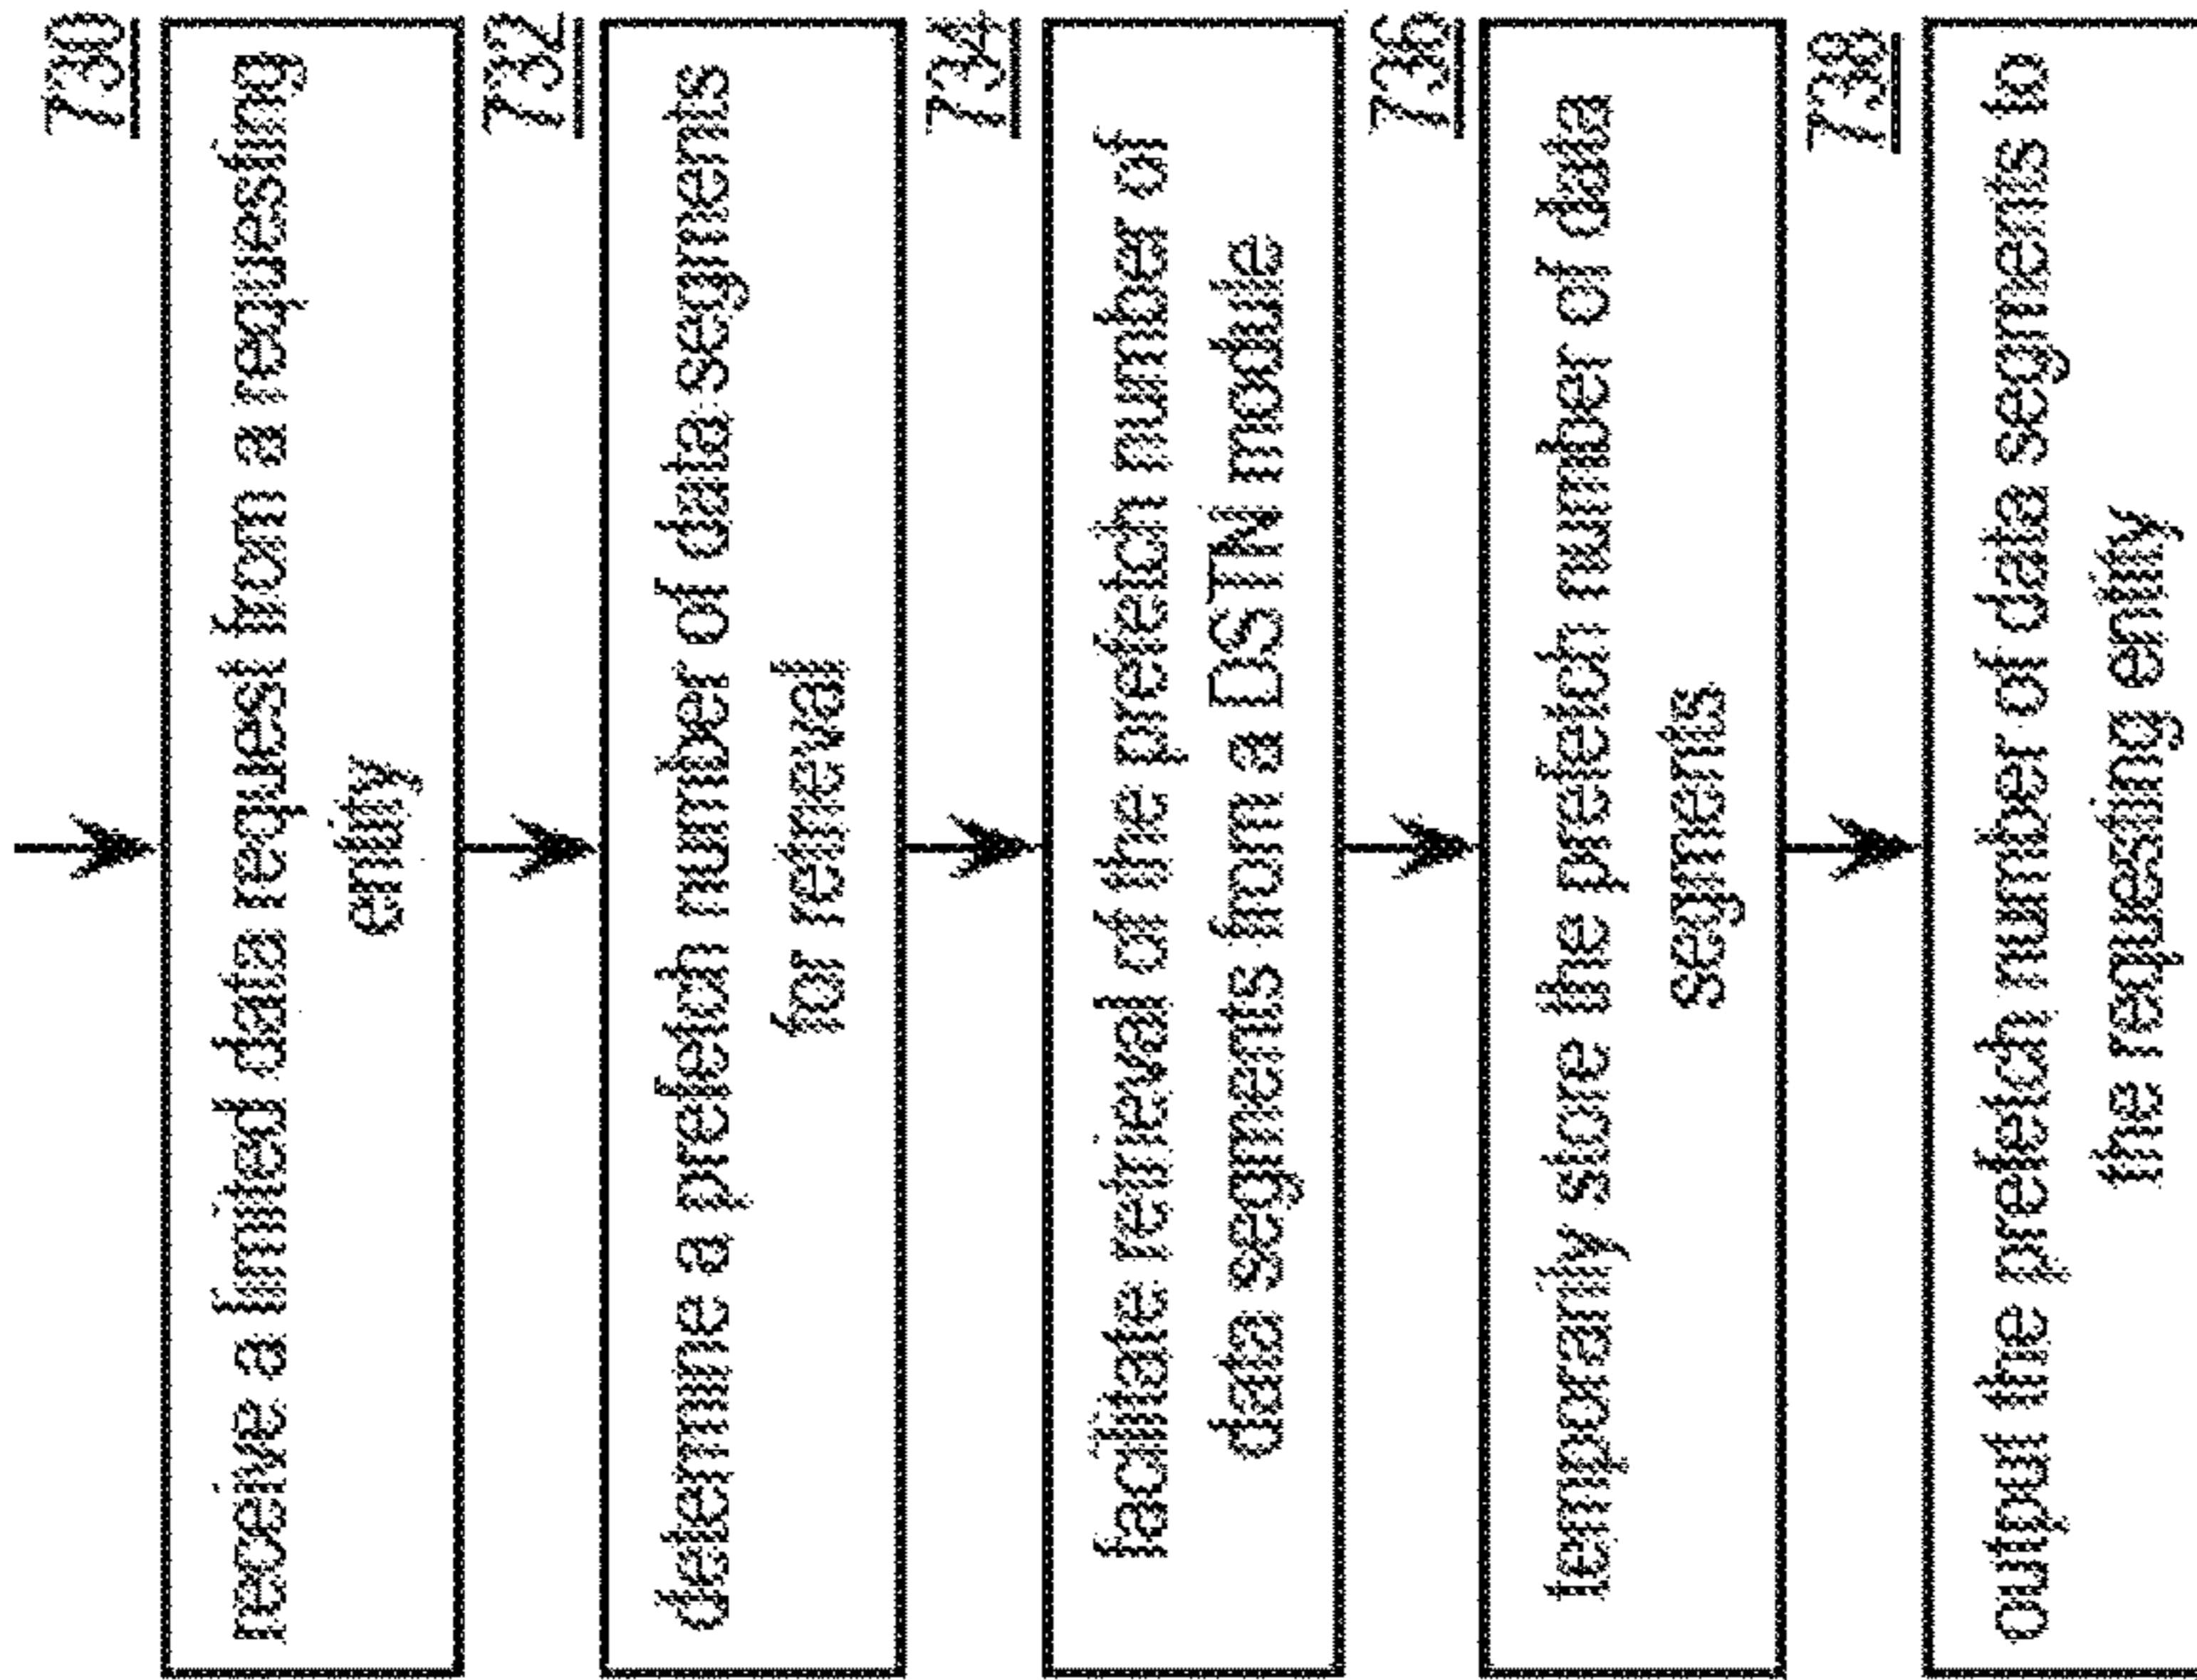 730
receive a limited data request from a requesting
entity
732
determine a prefetch number of data segments
for retrieval
734
facilitate retrieval of the prefetch number of
data segments from a DSTN module
736
temporarily store the prefetch number of data
segments
738
output the prefetch number of data segments to
the requesting entity